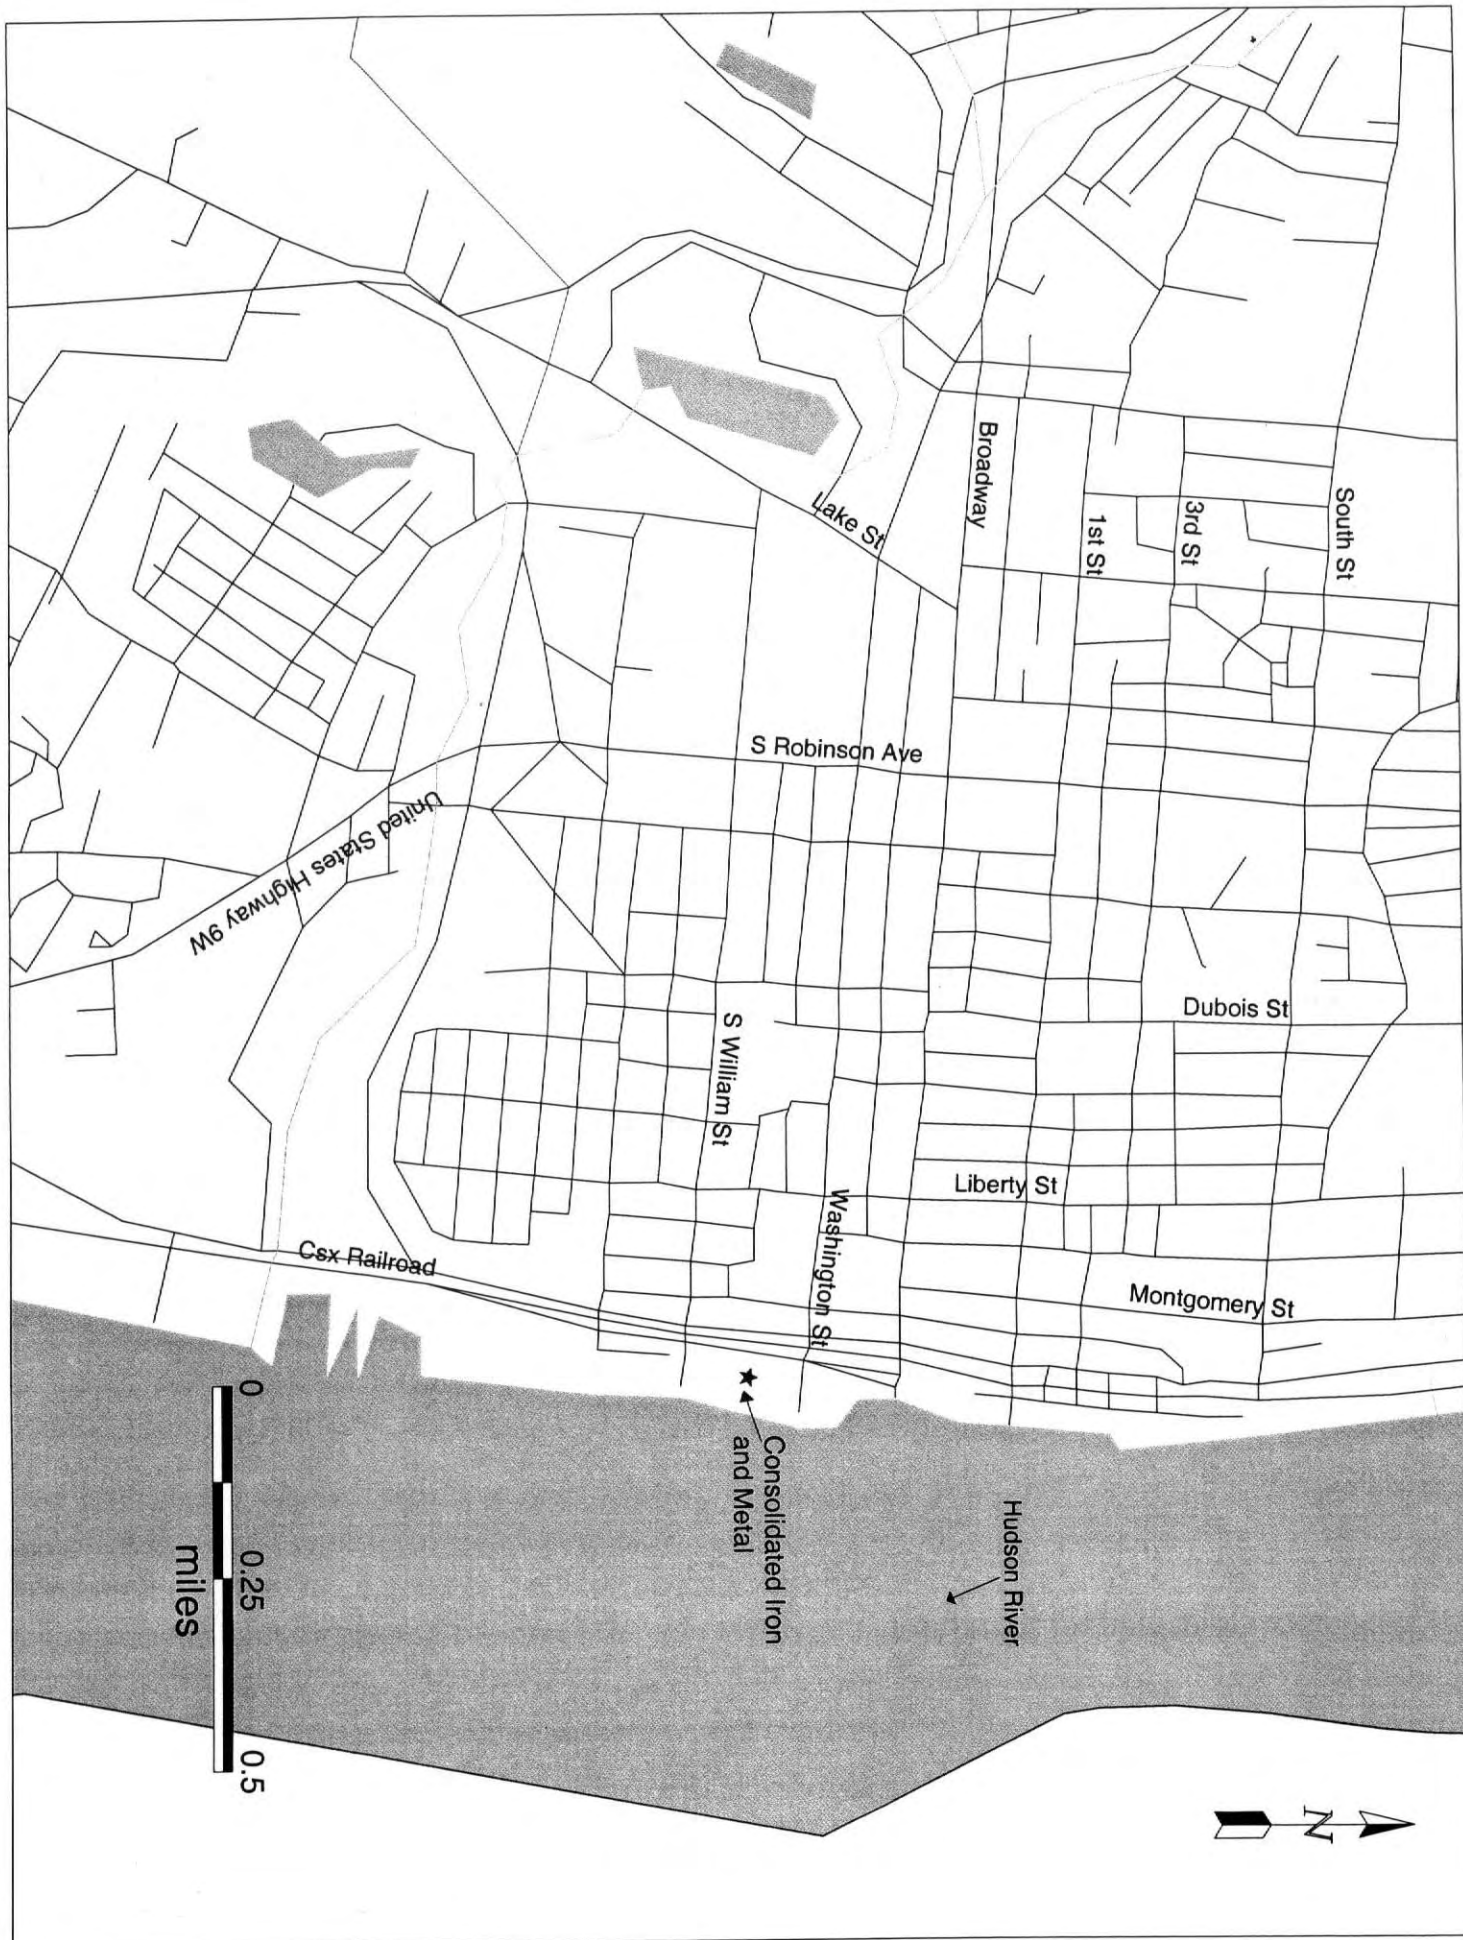 Broadway
South St
3rd St
1st St
Lake St
S Robinson Ave
United States Highway 9W
Dubois St
S William St
Liberty St
Washington St
Csx Railroad
Montgomery St
Consolidated Iron
and Metal
Hudson River
0 0.25 0.5
miles
N